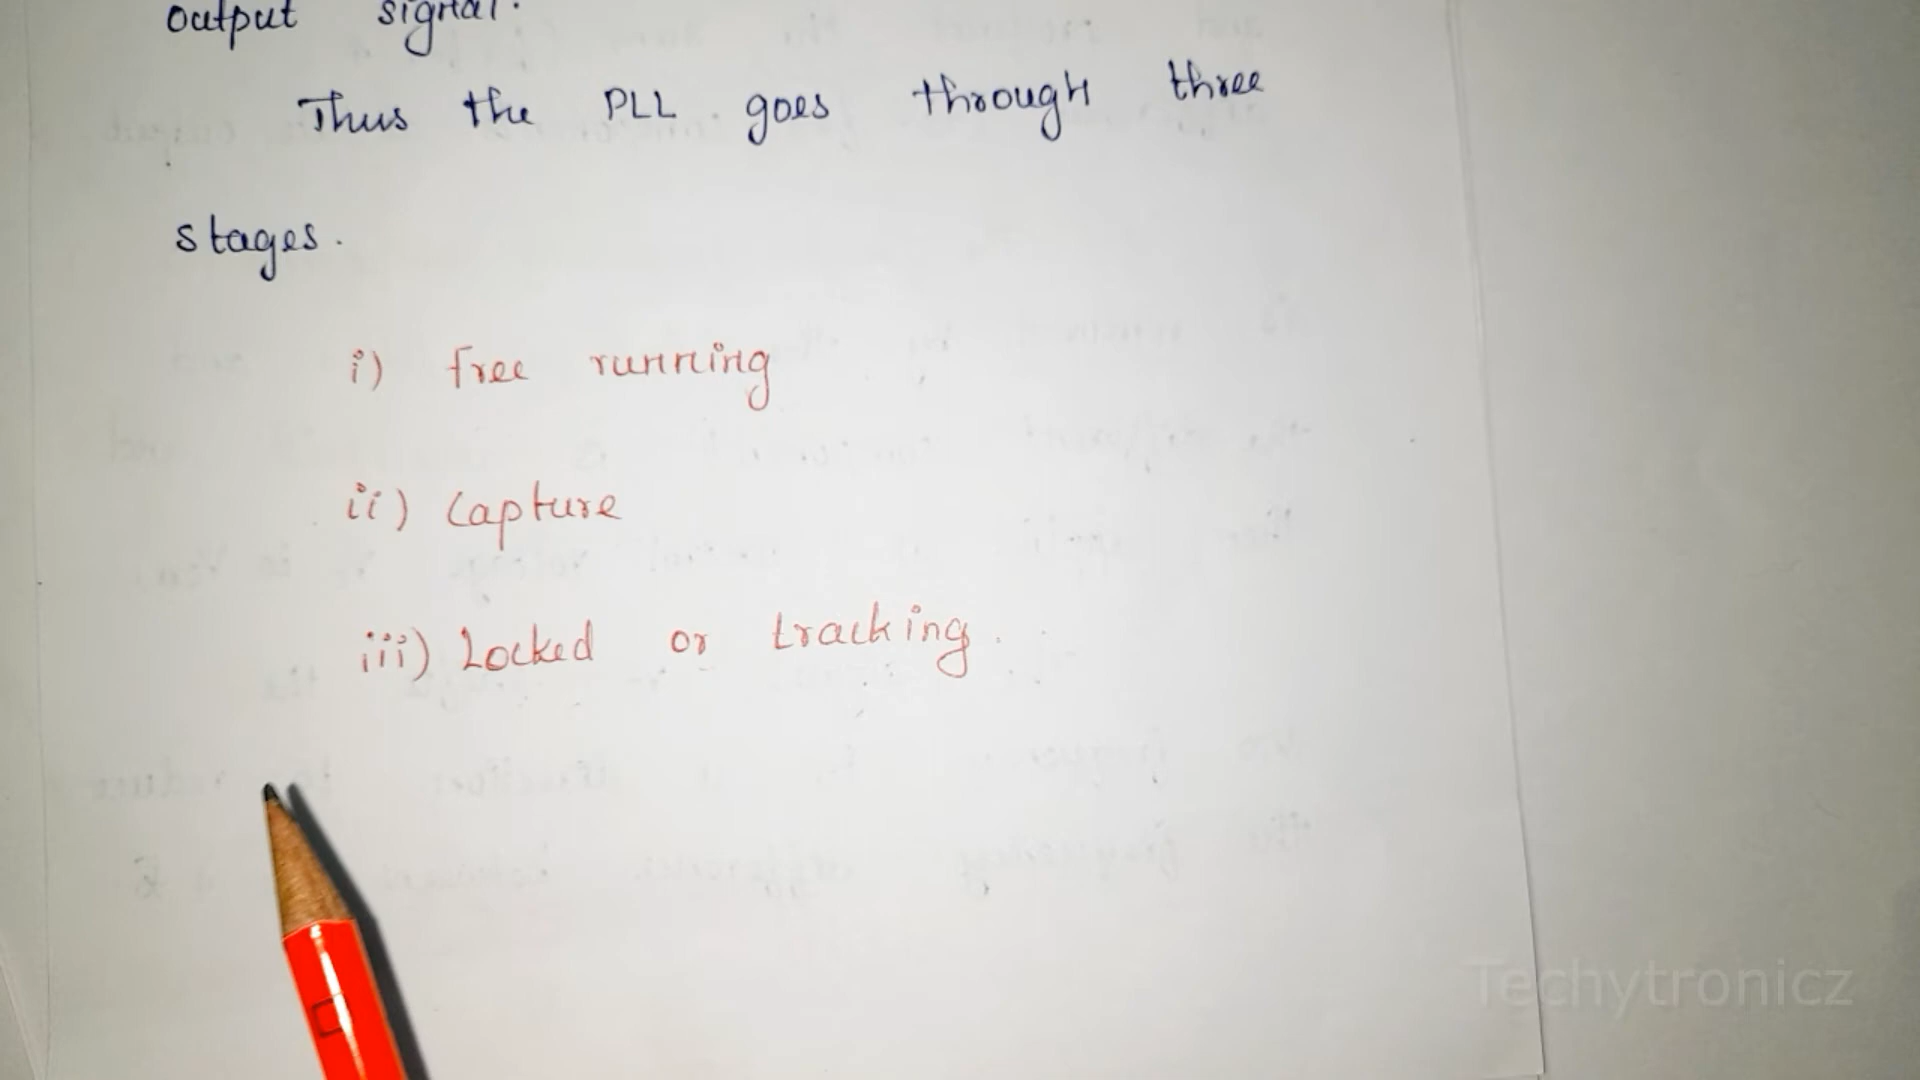 output signal.
Thus the PLL goes through three
stages.
i) free running
ii) Capture
iii) Locked or tracking.
Techytronicz